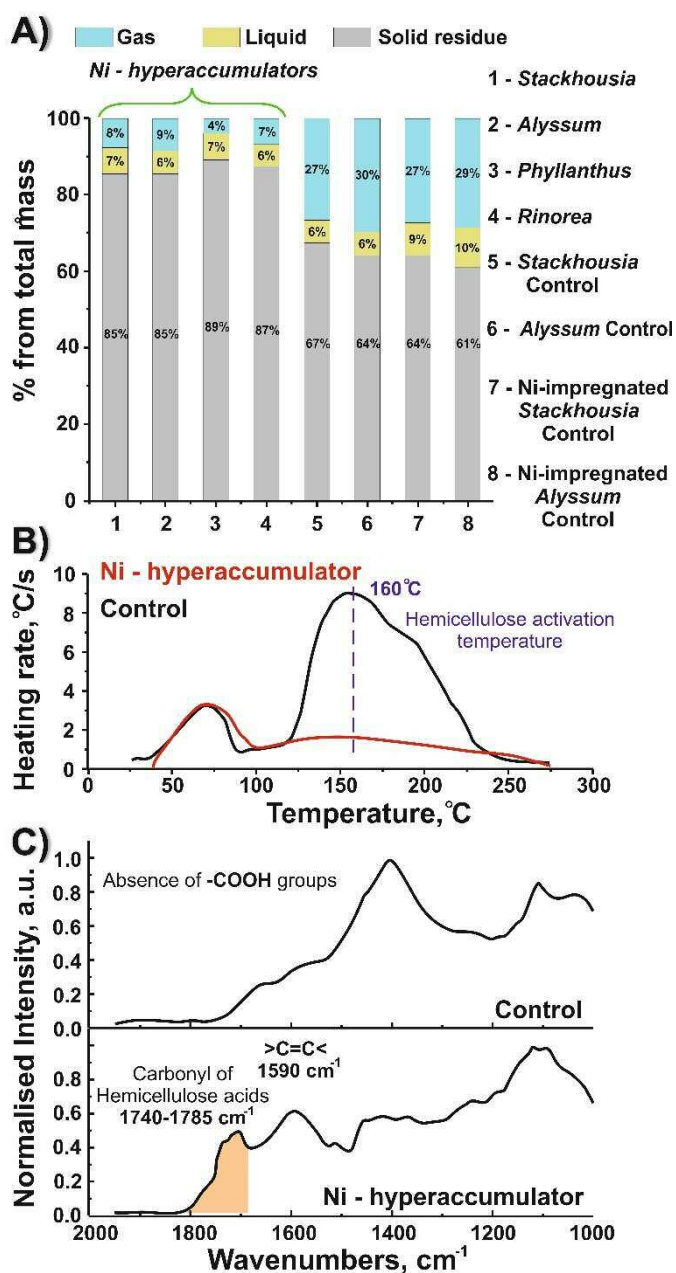 A)
Gas Liquid Solid residue
Ni - hyperaccumulators
% from total mass
100
80
60
40
20
0
8% 9% 4% 7% 27% 30% 27% 29%
7% 6% 7% 6% 6% 6% 9% 10%
85% 85% 89% 87% 67% 64% 64% 61%
1 2 3 4 5 6 7 8
1 - Stackhousia
2 - Alyssum
3 - Phyllanthus
4 - Rinorea
5 - Stackhousia
Control
6 - Alyssum Control
7 - Ni-impregnated
Stackhousia
Control
8 - Ni-impregnated
Alyssum
Control
B)
Ni - hyperaccumulator
Control
160°C
Hemicellulose activation
temperature
Heating rate, °C/s
10
8
6
4
2
0
0 50 100 150 200 250 300
Temperature, °C
C)
Normalised Intensity, a.u.
1.0
0.8
0.6
0.4
0.2
0.0
Absence of -COOH groups
Control
0.8
0.6
0.4
0.2
0.0
>C=C<
1590 cm⁻¹
Carbonyl of
Hemicellulose acids
1740-1785 cm⁻¹
Ni - hyperaccumulator
2000 1800 1600 1400 1200 1000
Wavenumbers, cm⁻¹